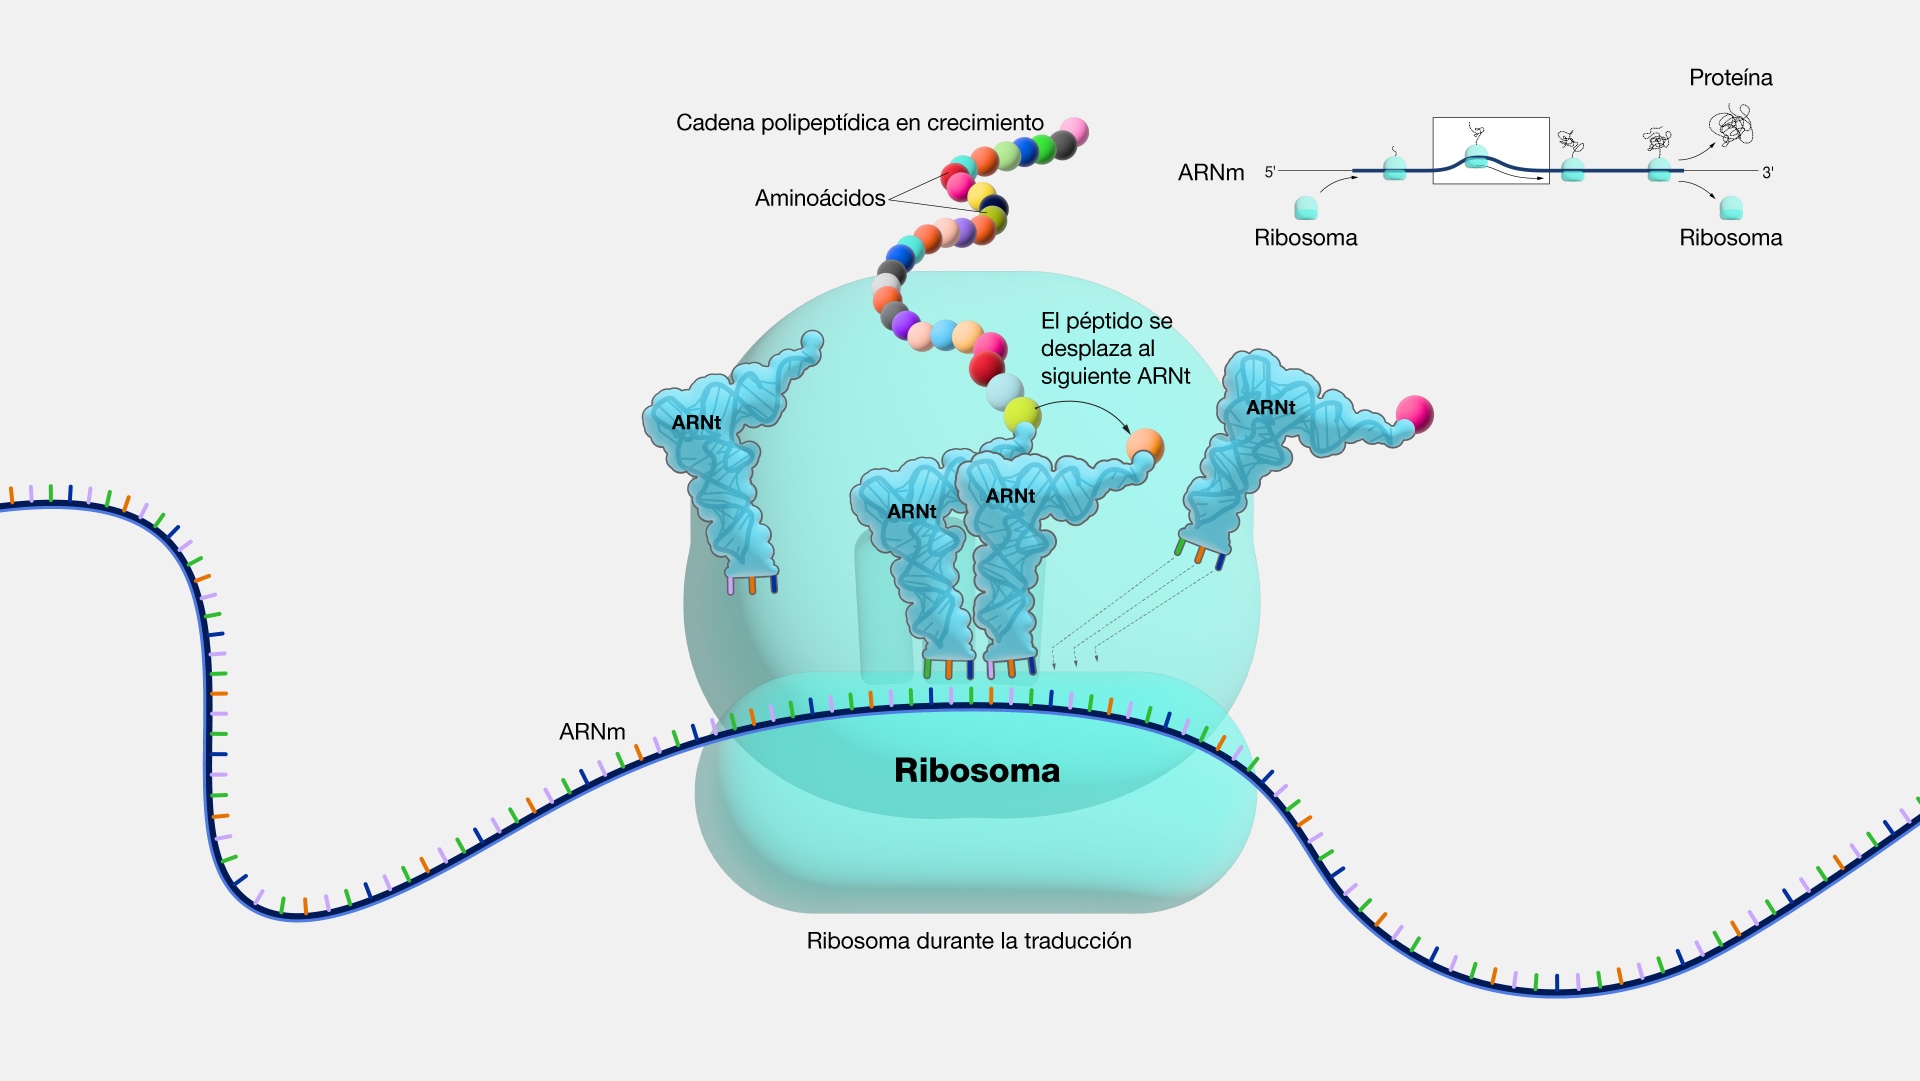 Proteína
Cadena polipeptídica en crecimiento
ARNm 5' 3'
Aminoácidos
Ribosoma
Ribosoma
El péptido se
desplaza al
siguiente ARNt
ARNt
ARNt
ARNt
ARNt
ARNm
Ribosoma
Ribosoma durante la traducción